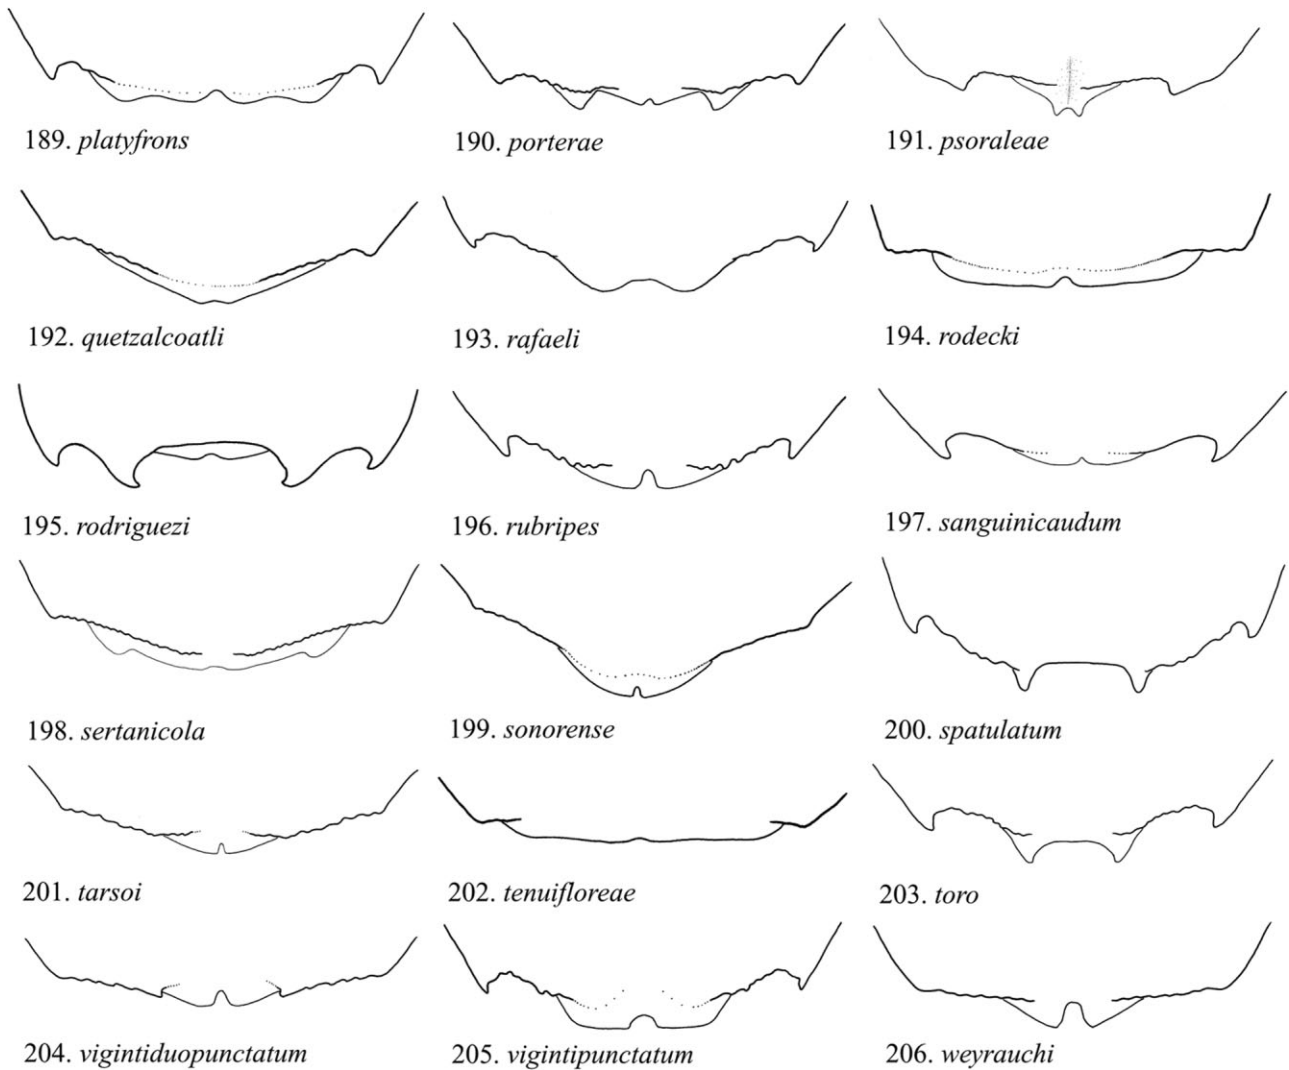 189. platyfrons
190. porterae
191. psoraleae
192. quetzalcoatli
193. rafaeli
194. rodecki
195. rodriguezi
196. rubripes
197. sanguinicaudum
198. sertanicola
199. sonorense
200. spatulatum
201. tarsoi
202. tenuifloreae
203. toro
204. vigintiduopunctatum
205. vigintipunctatum
206. weyrauchi